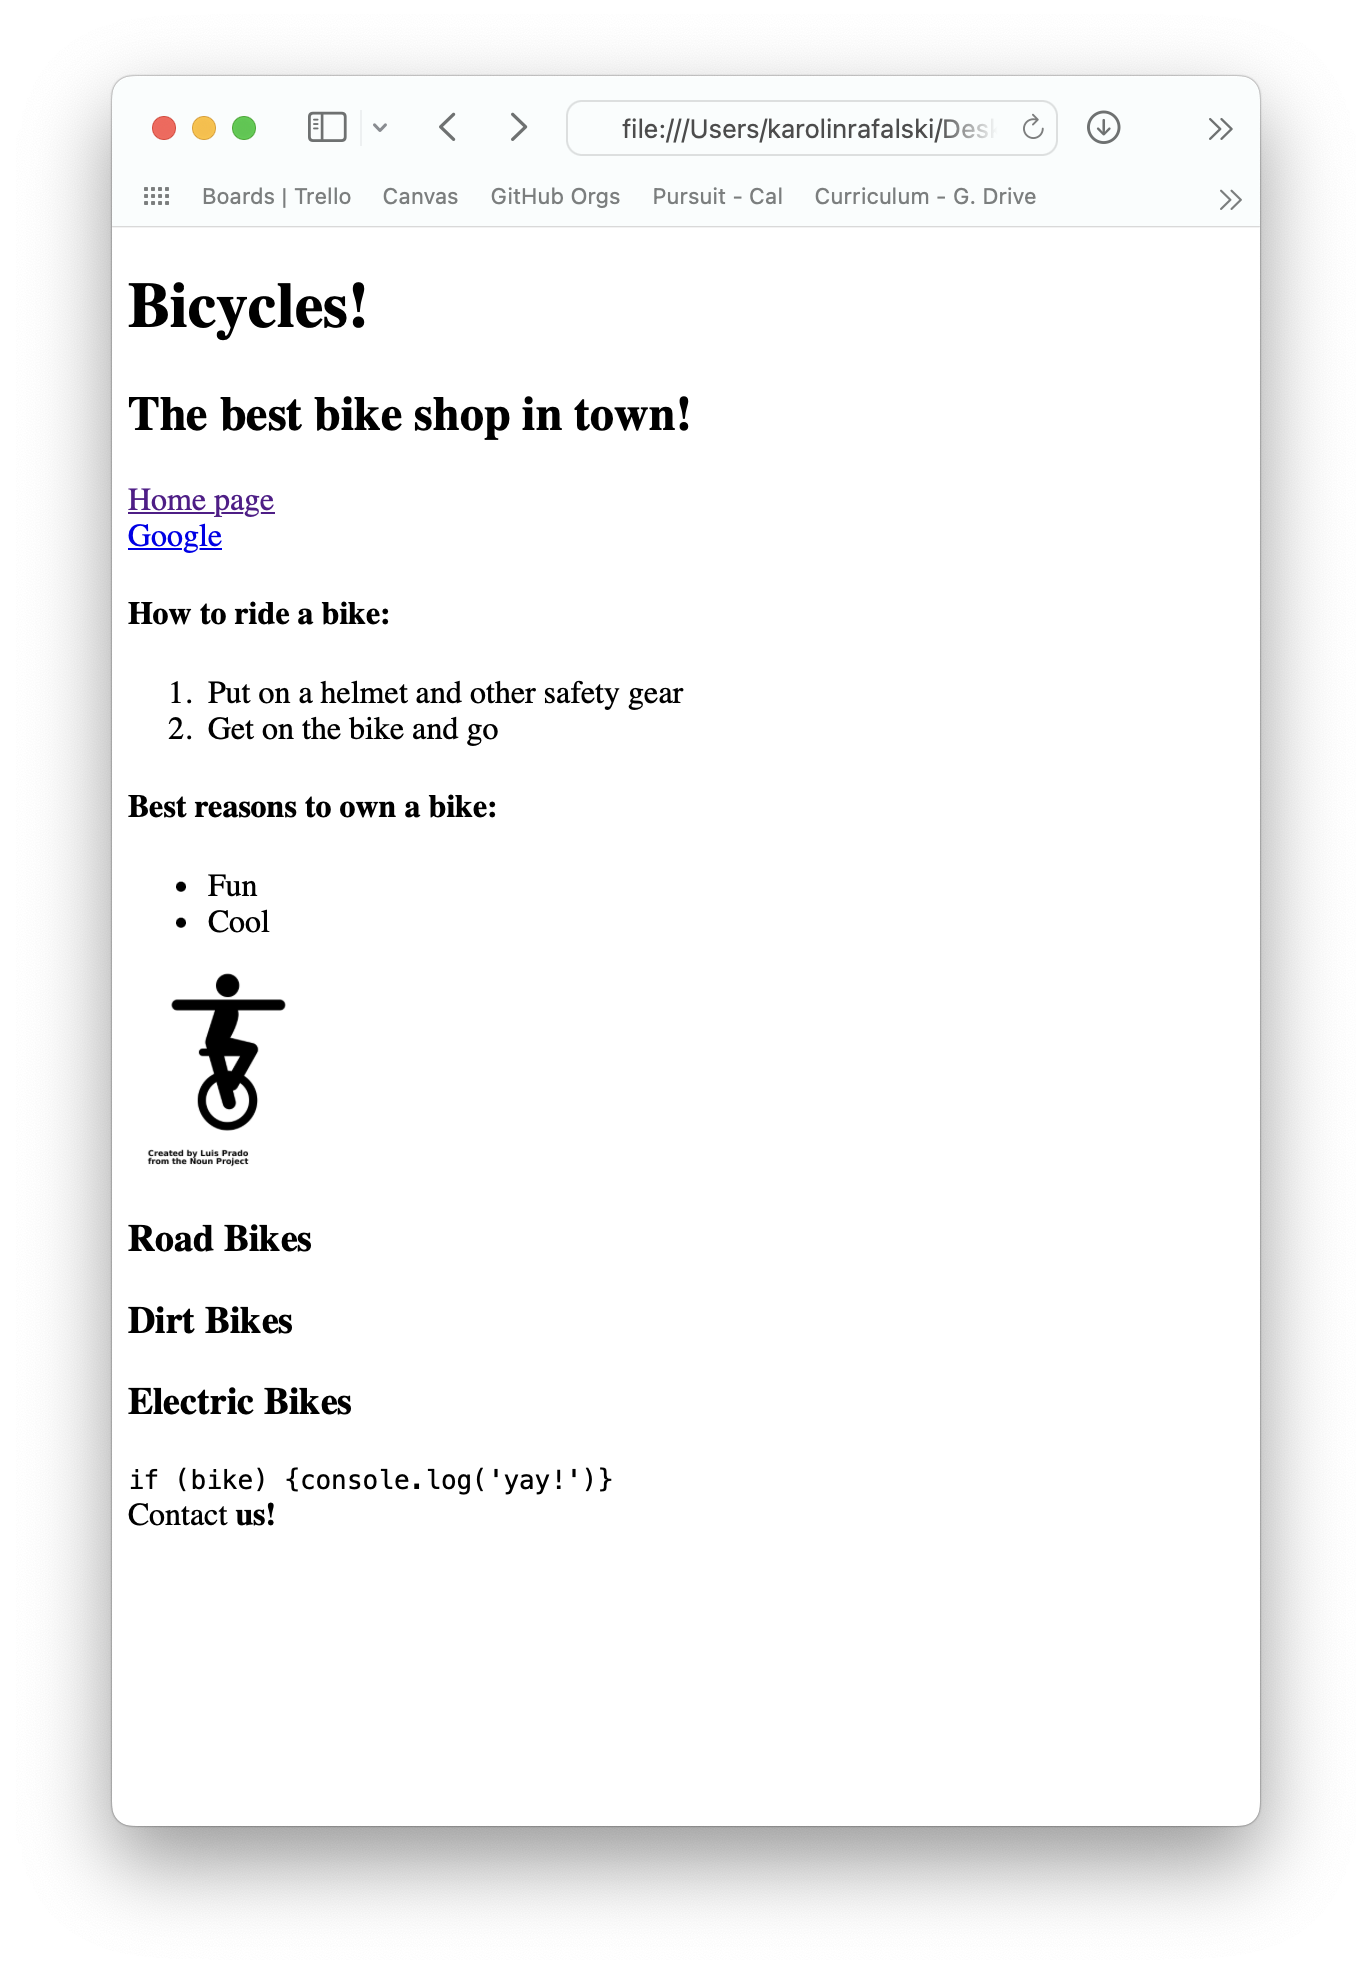 file:///Users/karolinrafalski/Desk
Boards | Trello Canvas GitHub Orgs Pursuit - Cal Curriculum - G. Drive
Bicycles!
The best bike shop in town!
Home page
Google
How to ride a bike:
1. Put on a helmet and other safety gear
2. Get on the bike and go
Best reasons to own a bike:
• Fun
• Cool
Created by Luis Prado
from the Noun Project
Road Bikes
Dirt Bikes
Electric Bikes
if (bike) {console.log('yay!')}
Contact us!